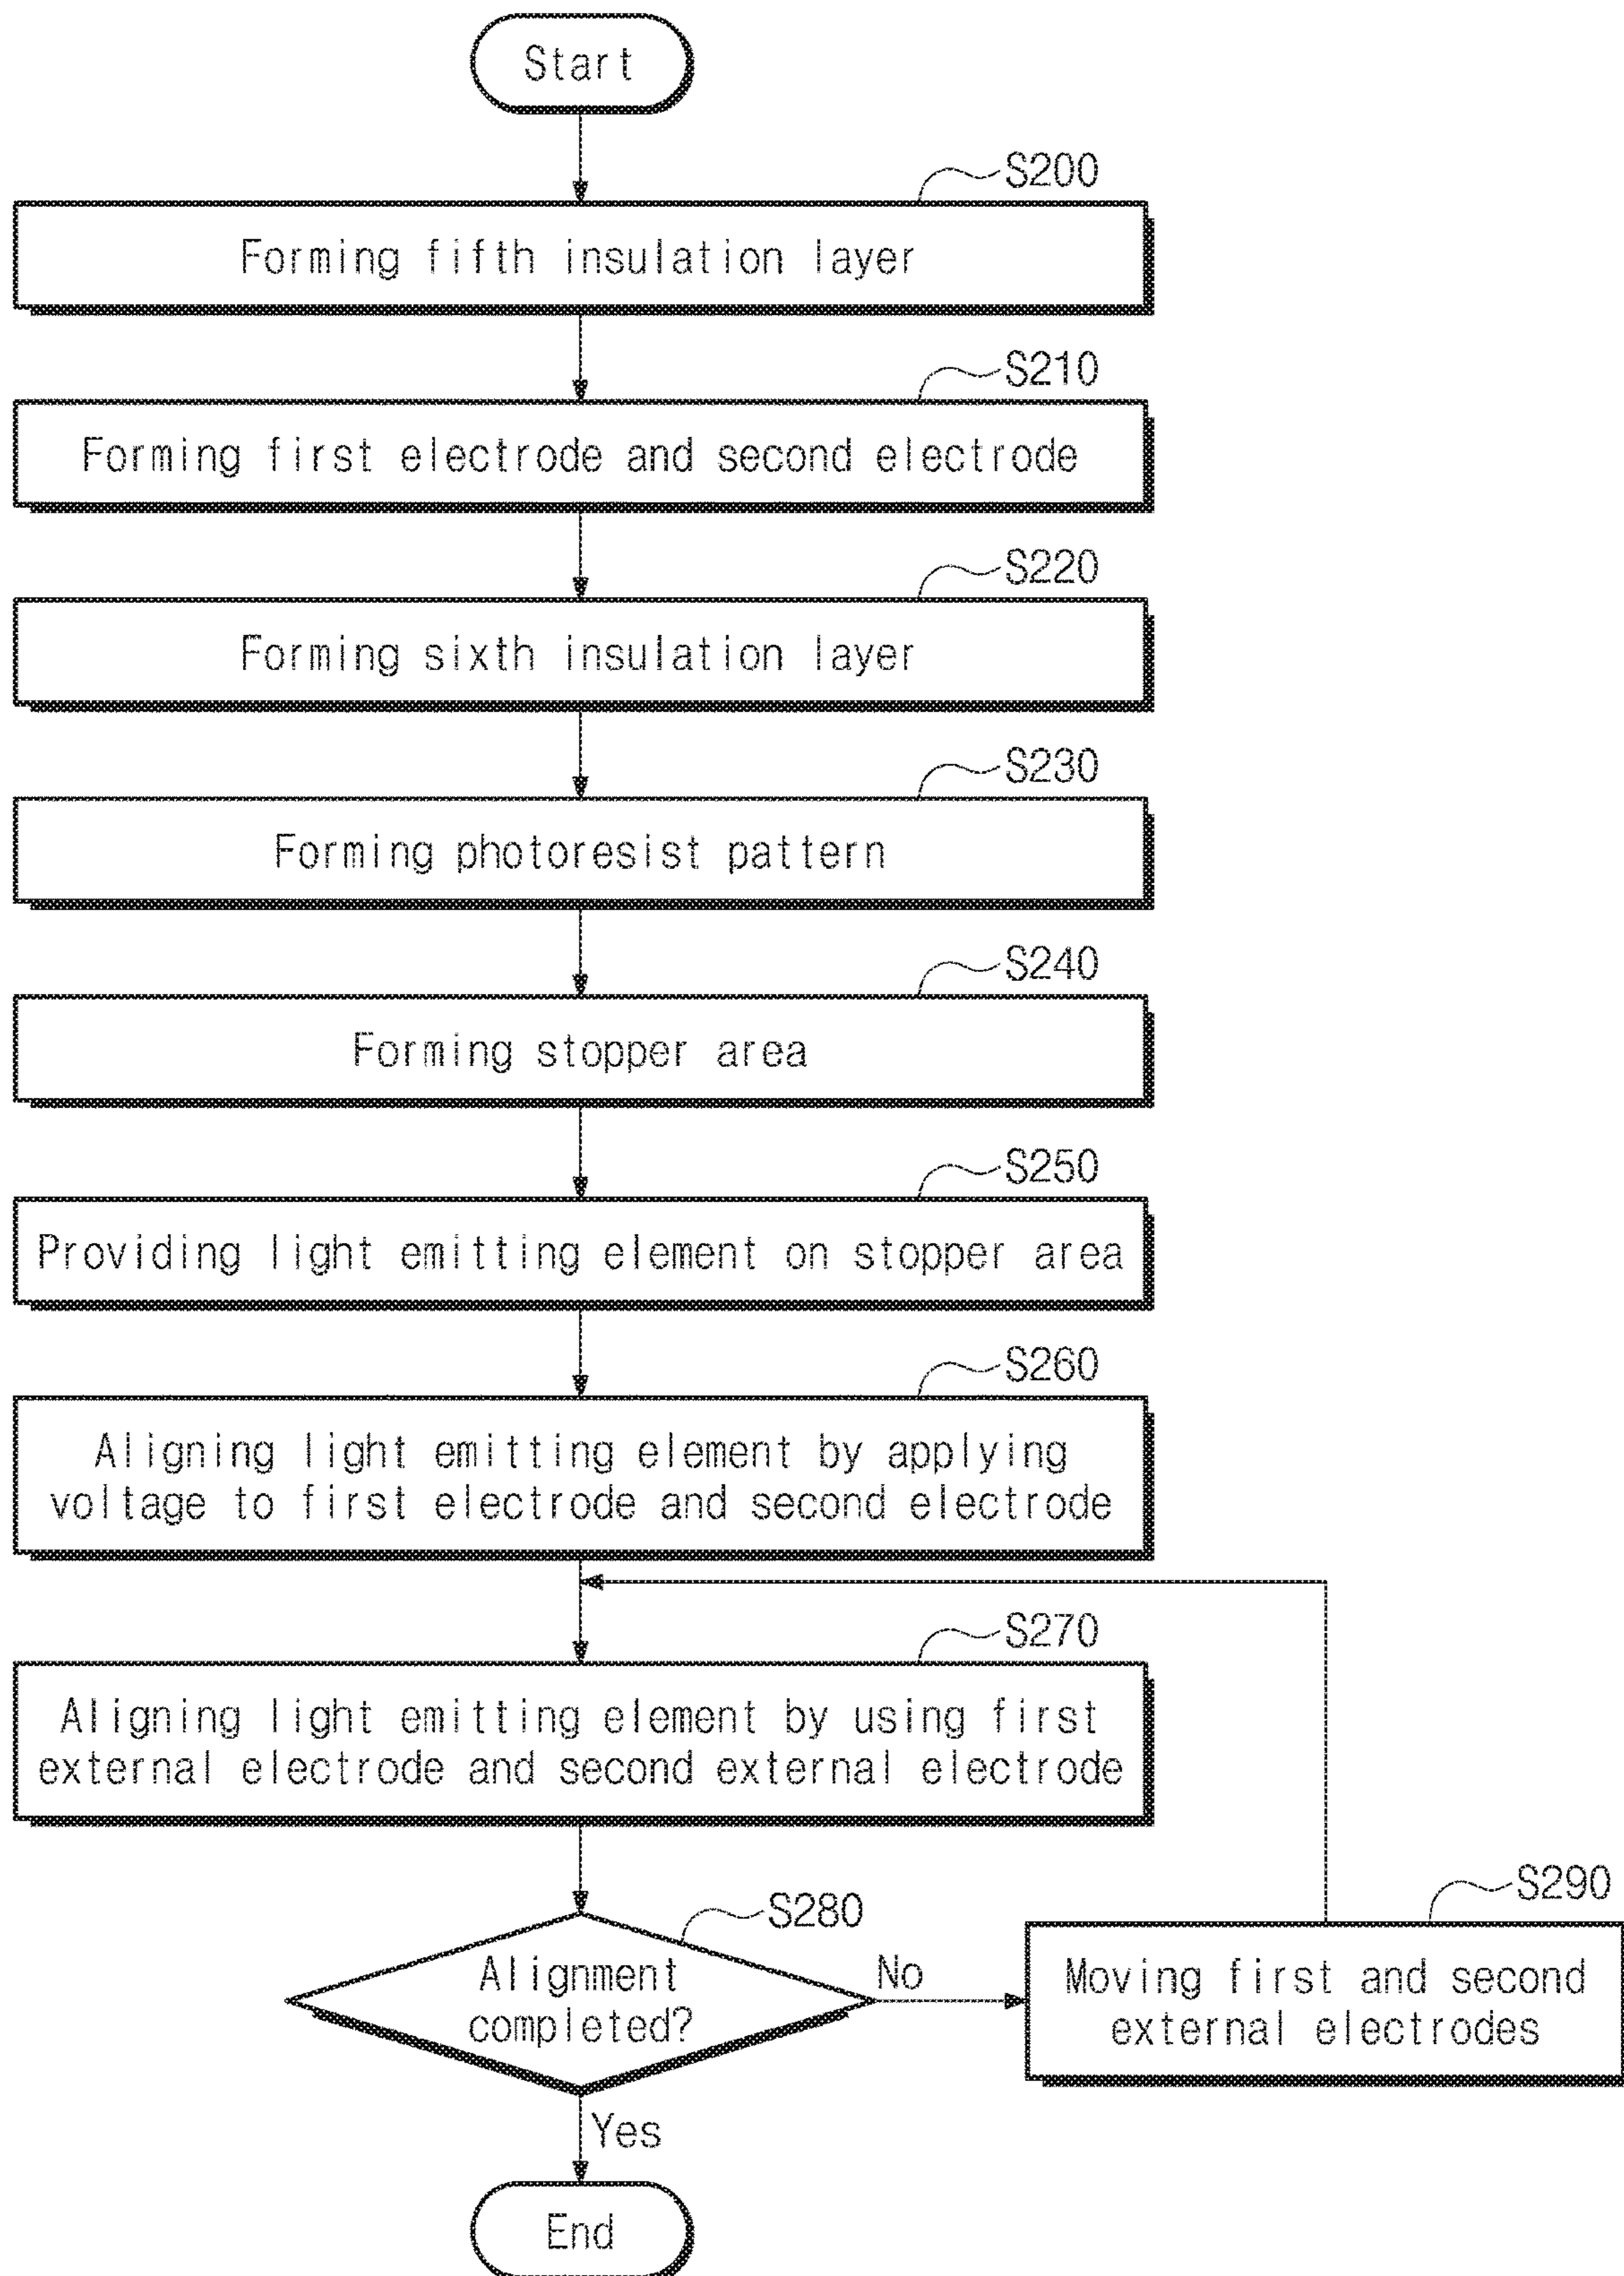 Start
S200
Forming fifth insulation layer
S210
Forming first electrode and second electrode
S220
Forming sixth insulation layer
S230
Forming photoresist pattern
S240
Forming stopper area
S250
Providing light emitting element on stopper area
S260
Aligning light emitting element by applying
voltage to first electrode and second electrode
S270
Aligning light emitting element by using first
external electrode and second external electrode
S280
Alignment
completed?
No
S290
Moving first and second
external electrodes
Yes
End